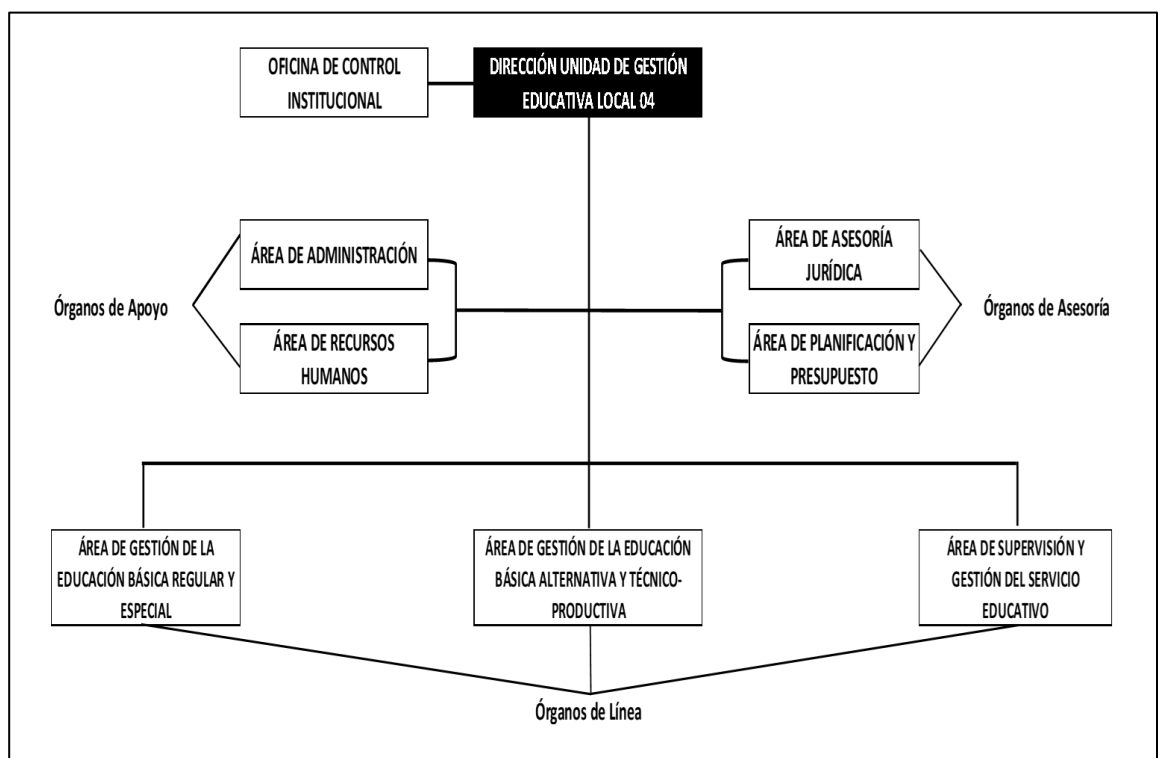 OFICINA DE CONTROL
INSTITUCIONAL
DIRECCIÓN UNIDAD DE GESTIÓN
EDUCATIVA LOCAL 04
ÁREA DE ADMINISTRACIÓN
ÁREA DE ASESORÍA
JURÍDICA
Órganos de Apoyo
Órganos de Asesoría
ÁREA DE RECURSOS
HUMANOS
ÁREA DE PLANIFICACIÓN Y
PRESUPUESTO
ÁREA DE GESTIÓN DE LA
EDUCACIÓN BÁSICA REGULAR Y
ESPECIAL
ÁREA DE GESTIÓN DE LA EDUCACIÓN
BÁSICA ALTERNATIVA Y TÉCNICO-
PRODUCTIVA
ÁREA DE SUPERVISIÓN Y
GESTIÓN DEL SERVICIO
EDUCATIVO
Órganos de Línea